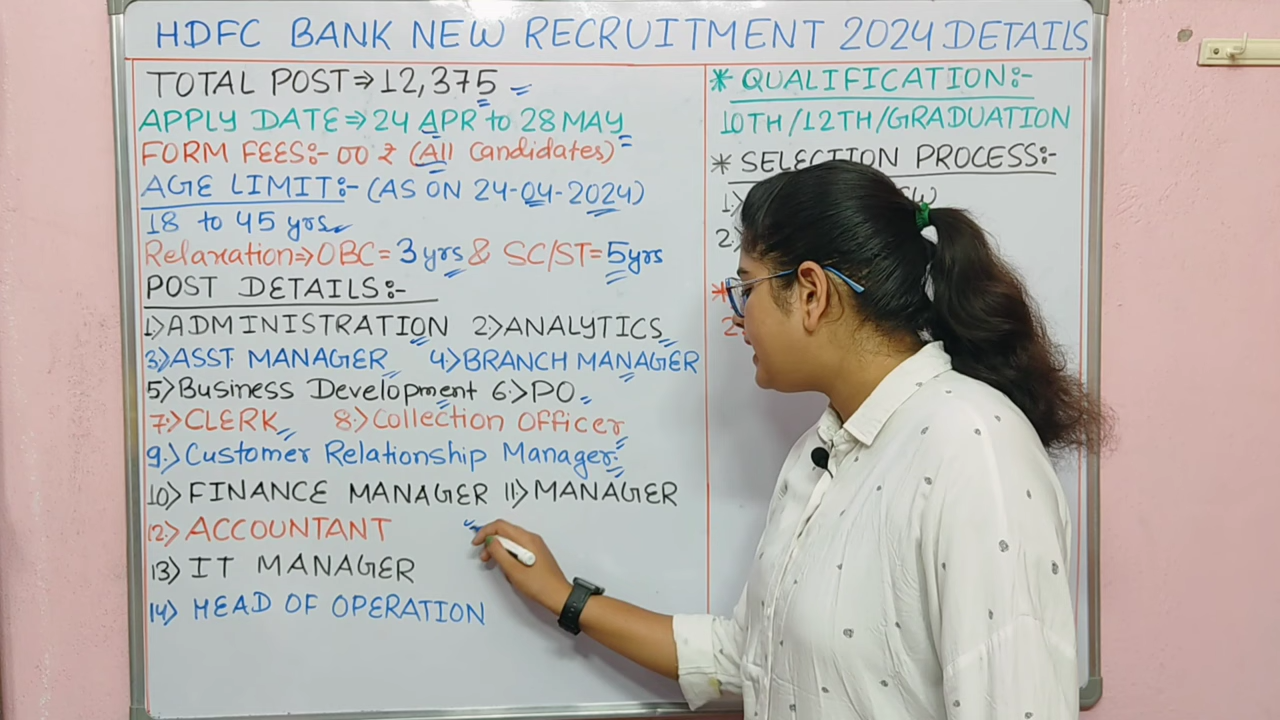 HDFC BANK NEW RECRUITMENT 2024 DETAILS
TOTAL POST⇒12,375
APPLY DATE⇒24 APR to 28 MAY
FORM FEES:- 00 ₹ (All Candidates)
AGE LIMIT:- (AS ON 24-04-2024)
18 to 45 yrs
Relaxation⇒OBC = 3 yrs & SC/ST = 5yrs
POST DETAILS:-
1>ADMINISTRATION 2>ANALYTICS
3>ASST MANAGER 4>BRANCH MANAGER
5>Business Development 6.>PO
7.>CLERK 8.>Collection Officer
9.>Customer Relationship Manager
10>FINANCE MANAGER 11>MANAGER
12.>ACCOUNTANT
13>IT MANAGER
14>HEAD OF OPERATION
* QUALIFICATION:-
10TH/12TH/GRADUATION
* SELECTION PROCESS:-
1.>
2.
*
2